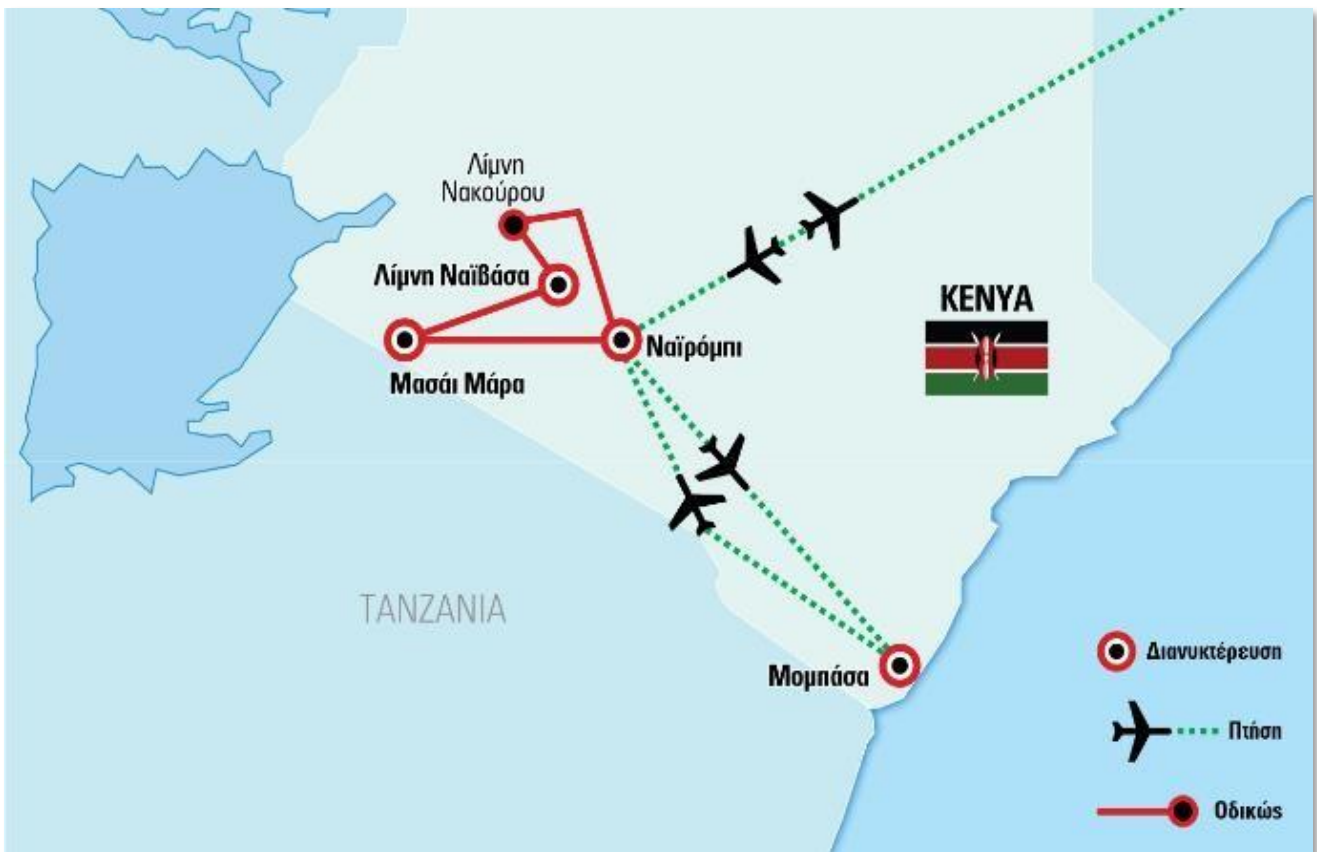 Λίμνη
Νακούρου
Λίμνη Ναϊβάσα
KENYA
Ναϊρόμπι
Μασάι Μάρα
TANZANIA
Μομπάσα
Διανυκτέρευση
Πτήση
Οδικώς